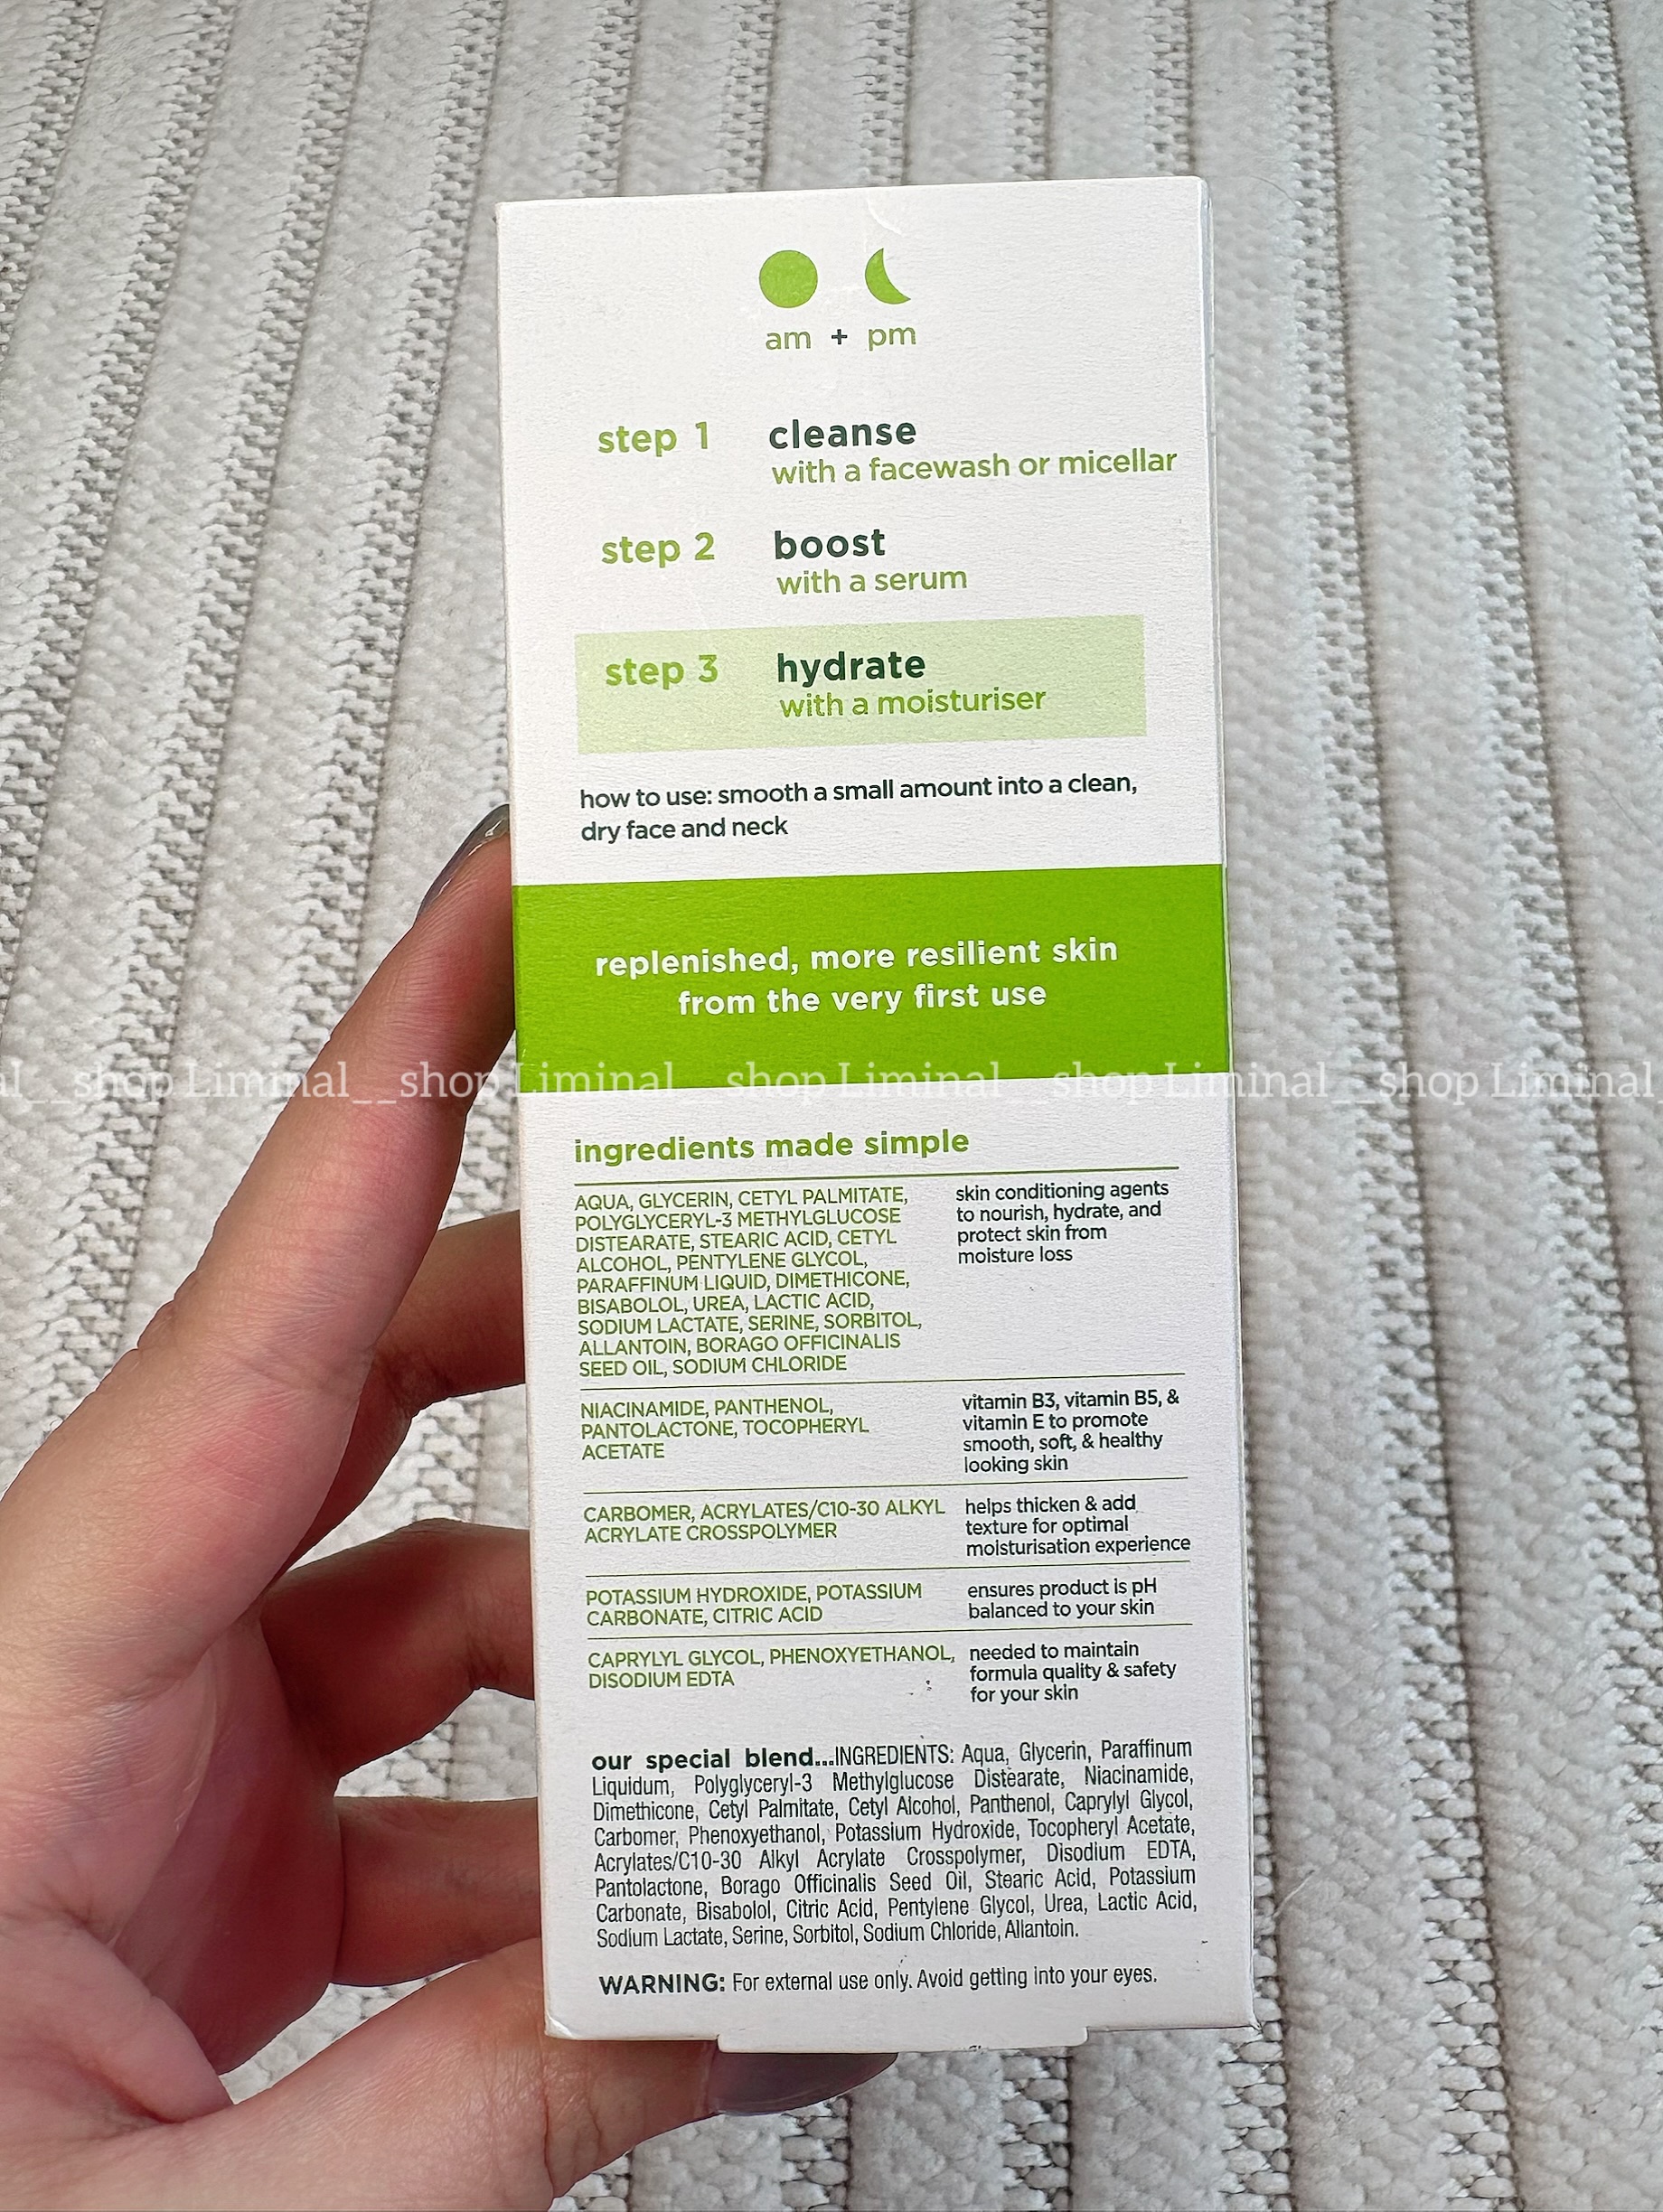 am + pm
step 1 cleanse
with a facewash or micellar
step 2 boost
with a serum
step 3 hydrate
with a moisturiser
how to use: smooth a small amount into a clean,
dry face and neck
replenished, more resilient skin
from the very first use
al__shop Liminal__shop Liminal__shop Liminal__shop Liminal__shop Liminal_
ingredients made simple
AQUA, GLYCERIN, CETYL PALMITATE,
POLYGLYCERYL-3 METHYLGLUCOSE
DISTEARATE, STEARIC ACID, CETYL
ALCOHOL, PENTYLENE GLYCOL,
PARAFFINUM LIQUID, DIMETHICONE,
BISABOLOL, UREA, LACTIC ACID,
SODIUM LACTATE, SERINE, SORBITOL,
ALLANTOIN, BORAGO OFFICINALIS
SEED OIL, SODIUM CHLORIDE
skin conditioning agents
to nourish, hydrate, and
protect skin from
moisture loss
NIACINAMIDE, PANTHENOL,
PANTOLACTONE, TOCOPHERYL
ACETATE
vitamin B3, vitamin B5, &
vitamin E to promote
smooth, soft, & healthy
looking skin
CARBOMER, ACRYLATES/C10-30 ALKYL
ACRYLATE CROSSPOLYMER
helps thicken & add
texture for optimal
moisturisation experience
POTASSIUM HYDROXIDE, POTASSIUM
CARBONATE, CITRIC ACID
ensures product is pH
balanced to your skin
CAPRYLYL GLYCOL, PHENOXYETHANOL,
DISODIUM EDTA
needed to maintain
formula quality & safety
for your skin
our special blend...INGREDIENTS: Aqua, Glycerin, Paraffinum
Liquidum, Polyglyceryl-3 Methylglucose Distearate, Niacinamide,
Dimethicone, Cetyl Palmitate, Cetyl Alcohol, Panthenol, Caprylyl Glycol,
Carbomer, Phenoxyethanol, Potassium Hydroxide, Tocopheryl Acetate,
Acrylates/C10-30 Alkyl Acrylate Crosspolymer, Disodium EDTA,
Pantolactone, Borago Officinalis Seed Oil, Stearic Acid, Potassium
Carbonate, Bisabolol, Citric Acid, Pentylene Glycol, Urea, Lactic Acid,
Sodium Lactate, Serine, Sorbitol, Sodium Chloride, Allantoin.
WARNING: For external use only. Avoid getting into your eyes.